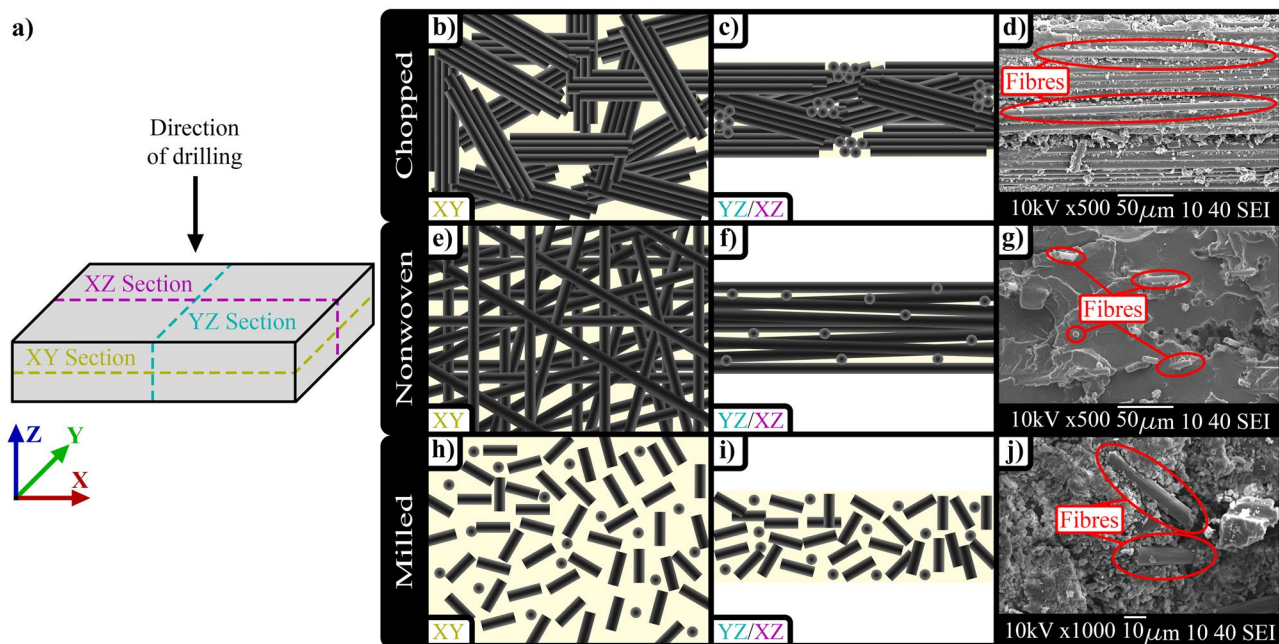 a)
Direction
of drilling
XZ Section
YZ Section
XY Section
Z
Y
X
Chopped
b)
XY
c)
YZ/XZ
d)
Fibres
10kV x500 50μm 10 40 SEI
Nonwoven
e)
XY
f)
YZ/XZ
g)
Fibres
10kV x500 50μm 10 40 SEI
Milled
h)
XY
i)
YZ/XZ
j)
Fibres
10kV x1000 10μm 10 40 SEI